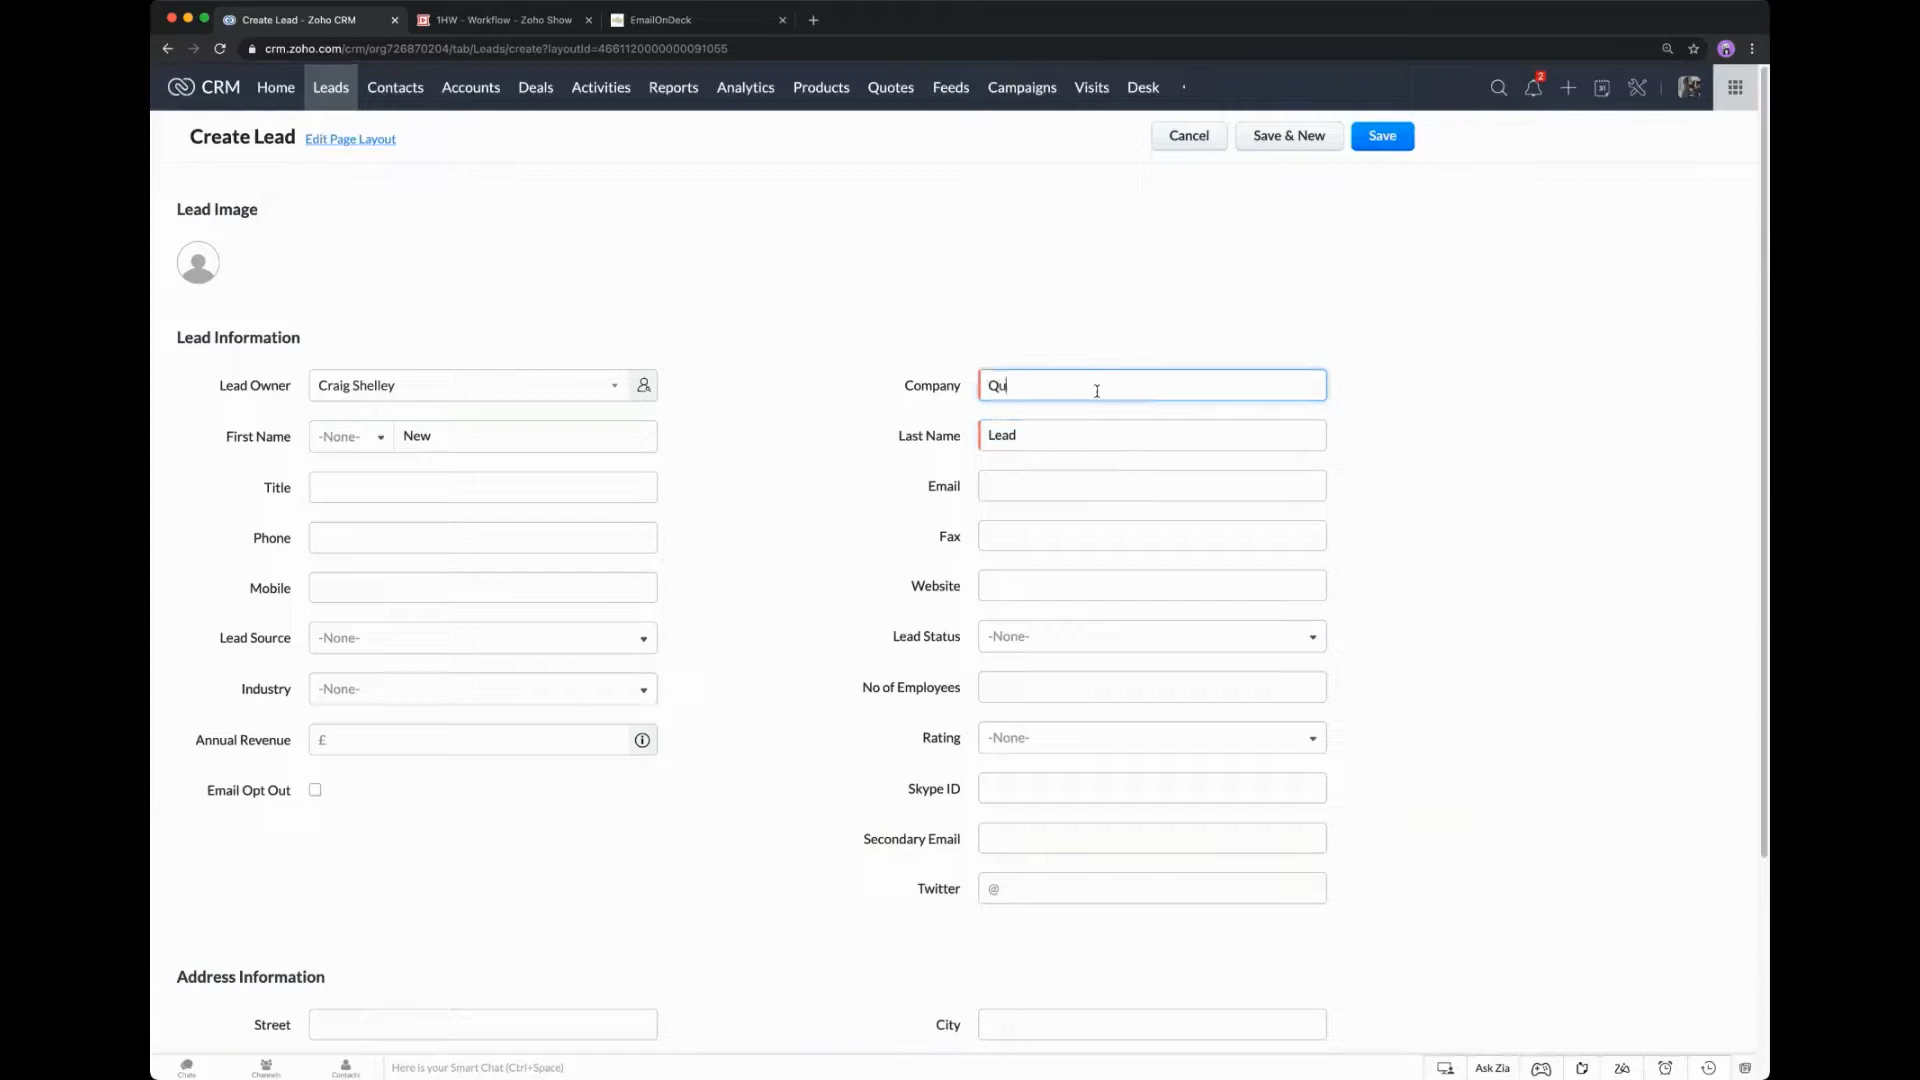 Create Lead - Zoho CRM
1HW - Workflow - Zoho Show
EmailOnDeck
crm.zoho.com/crm/org726870204/tab/Leads/create?layoutId=4661120000000091055
CRM Home Leads Contacts Accounts Deals Activities Reports Analytics Products Quotes Feeds Campaigns Visits Desk 2
Create Lead Edit Page Layout Cancel Save & New Save
Lead Image
Lead Information
Lead Owner Craig Shelley Company Qu
First Name -None- New Last Name Lead
Title Email
Phone Fax
Mobile Website
Lead Source -None- Lead Status -None-
Industry -None- No of Employees
Annual Revenue £ Rating -None-
Email Opt Out Skype ID
Secondary Email
Twitter @
Address Information
Street City
Chats Channels Contacts Here is your Smart Chat (Ctrl+Space) Ask Zia